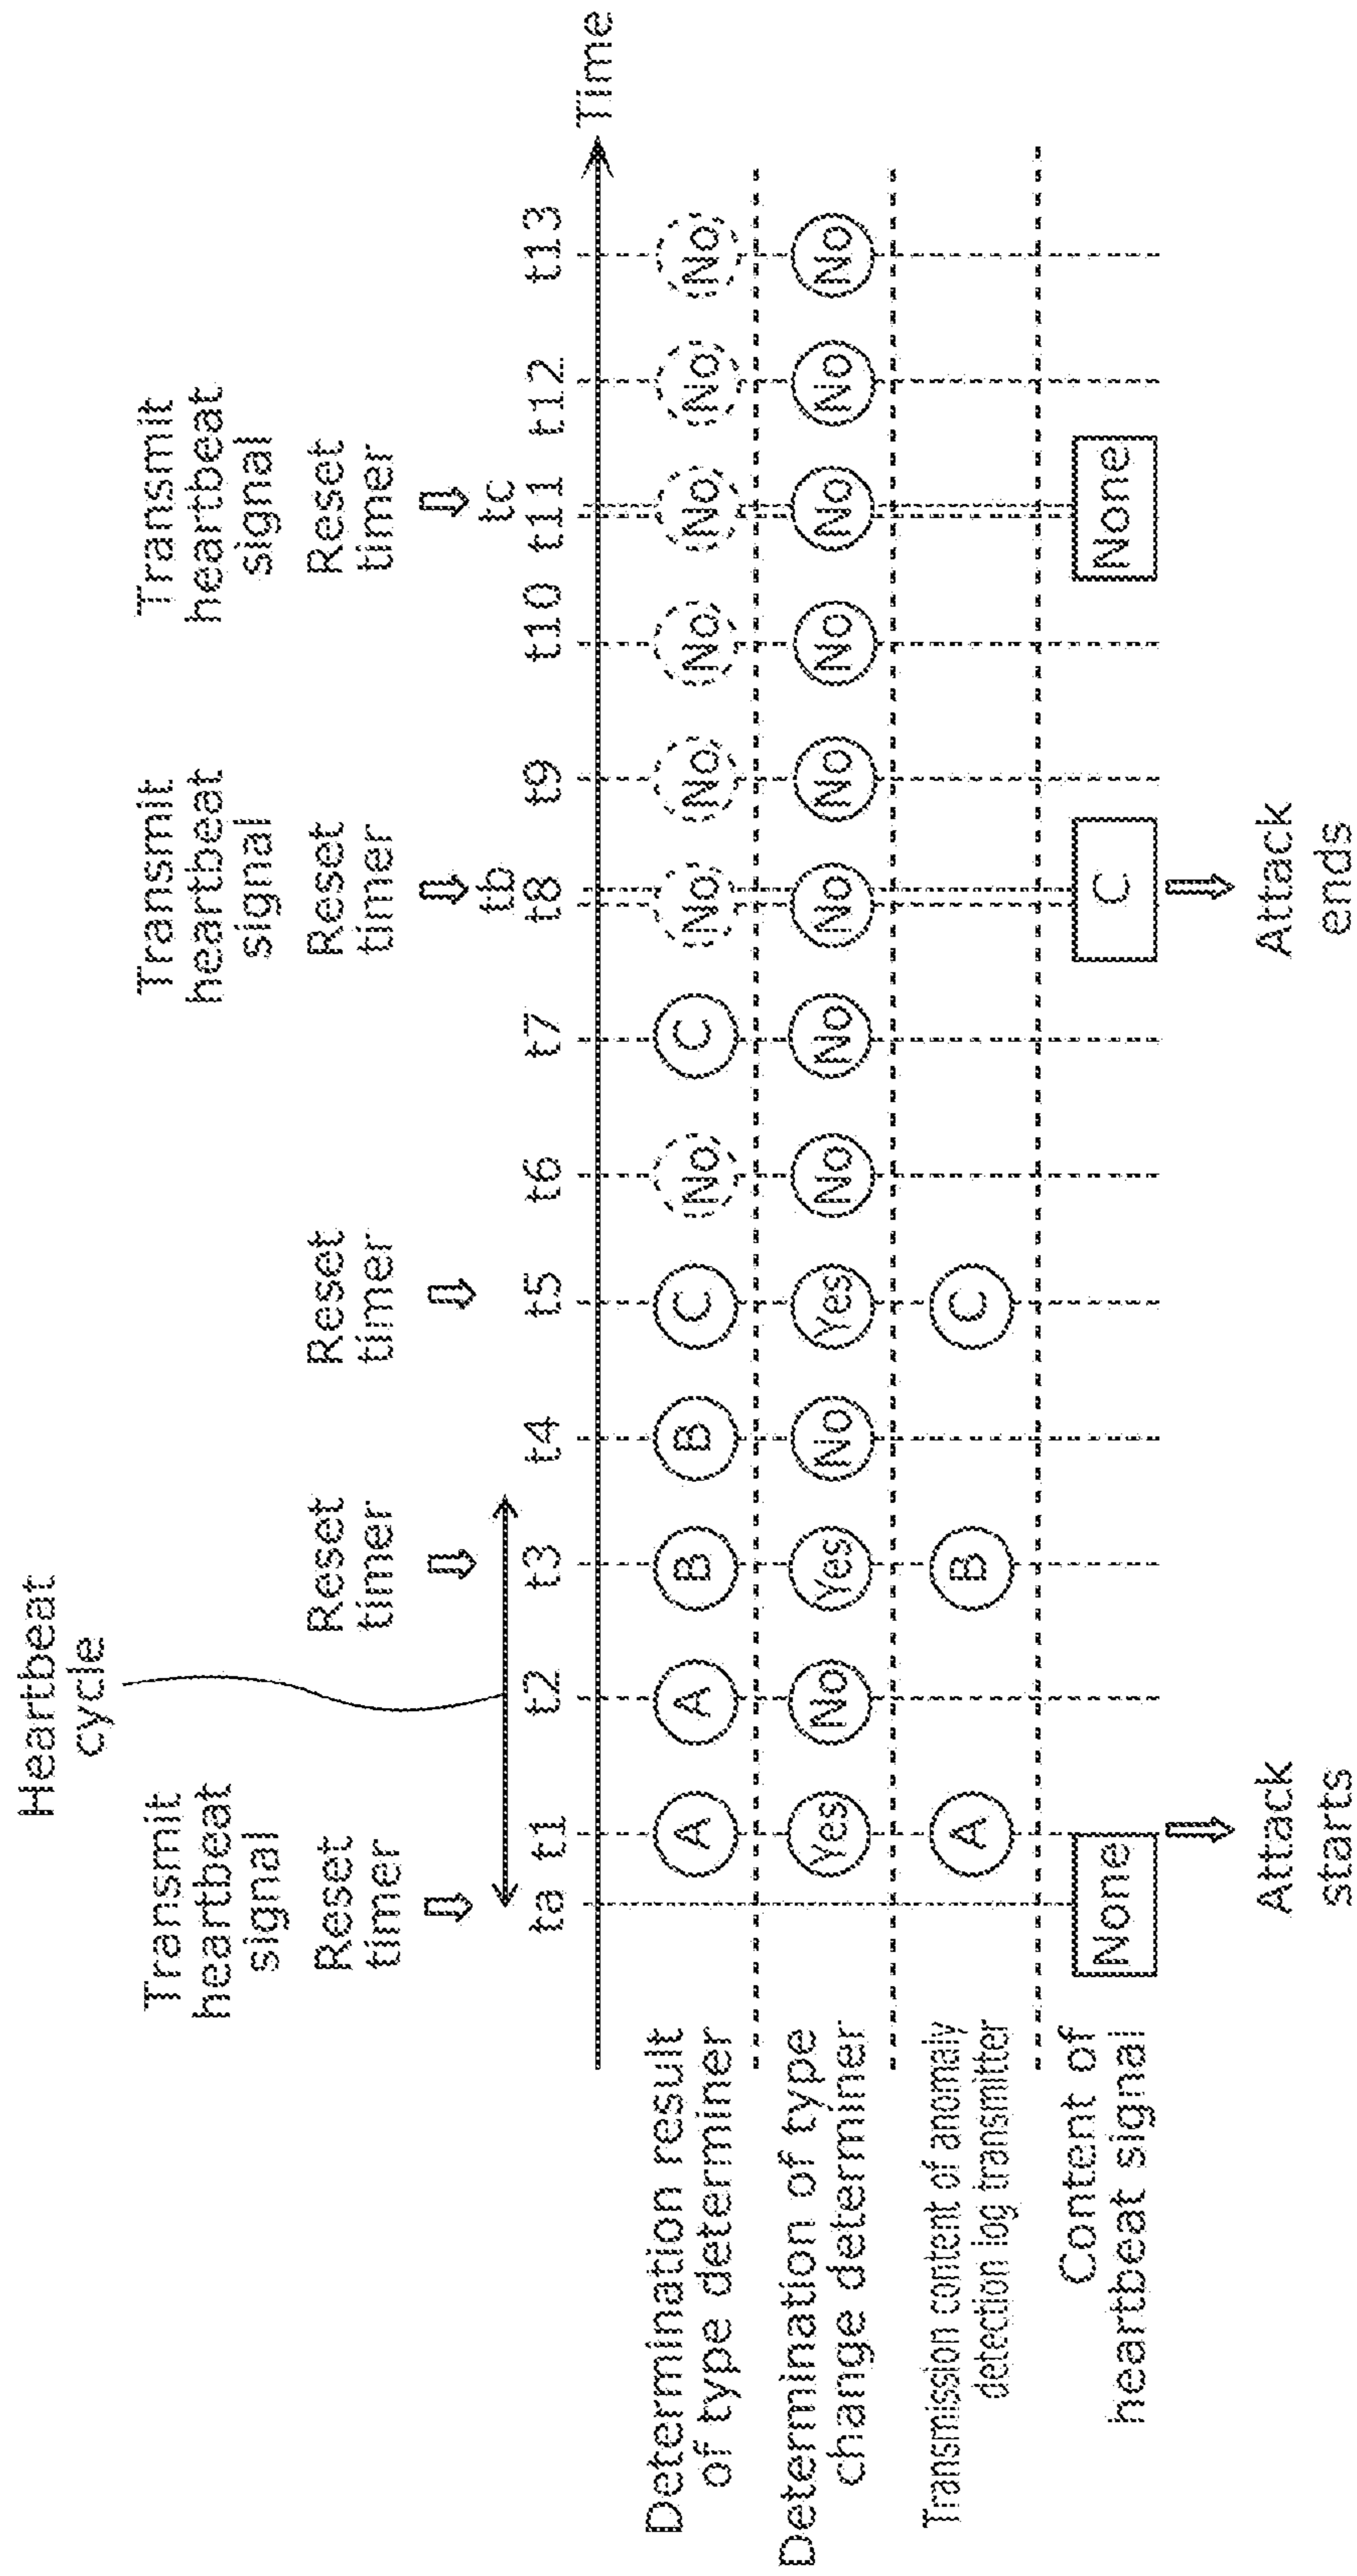 Heartbeat
cycle
Transmit
heartbeat
signal
Transmit
heartbeat
signal
Transmit
heartbeat
signal
Reset
timer
Reset
timer
Reset
timer
Reset
timer
Reset
timer
tb
tc
ta t1 t2 t3 t4 t5 t6 t7 t8 t9 t10 t11 t12 t13
Time
Determination result
of type determiner
A A B B C No C No No No No No No
Determination of type
change determiner
Yes No Yes No Yes No No No No No No No No
Transmission content of anomaly
detection log transmitter
A B C
Content of
heartbeat signal
None C None
Attack
starts
Attack
ends